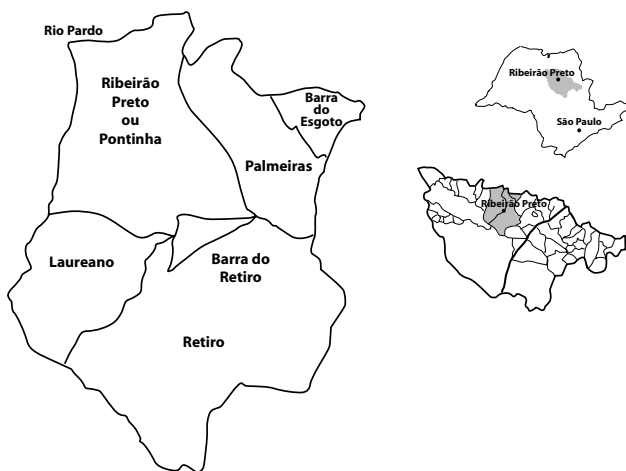 Rio Pardo
Ribeirão
Preto
ou
Pontinha
Barra
do
Esgoto
Palmeiras
Laureano
Barra do
Retiro
Retiro
Ribeirão Preto
São Paulo
Ribeirão Preto